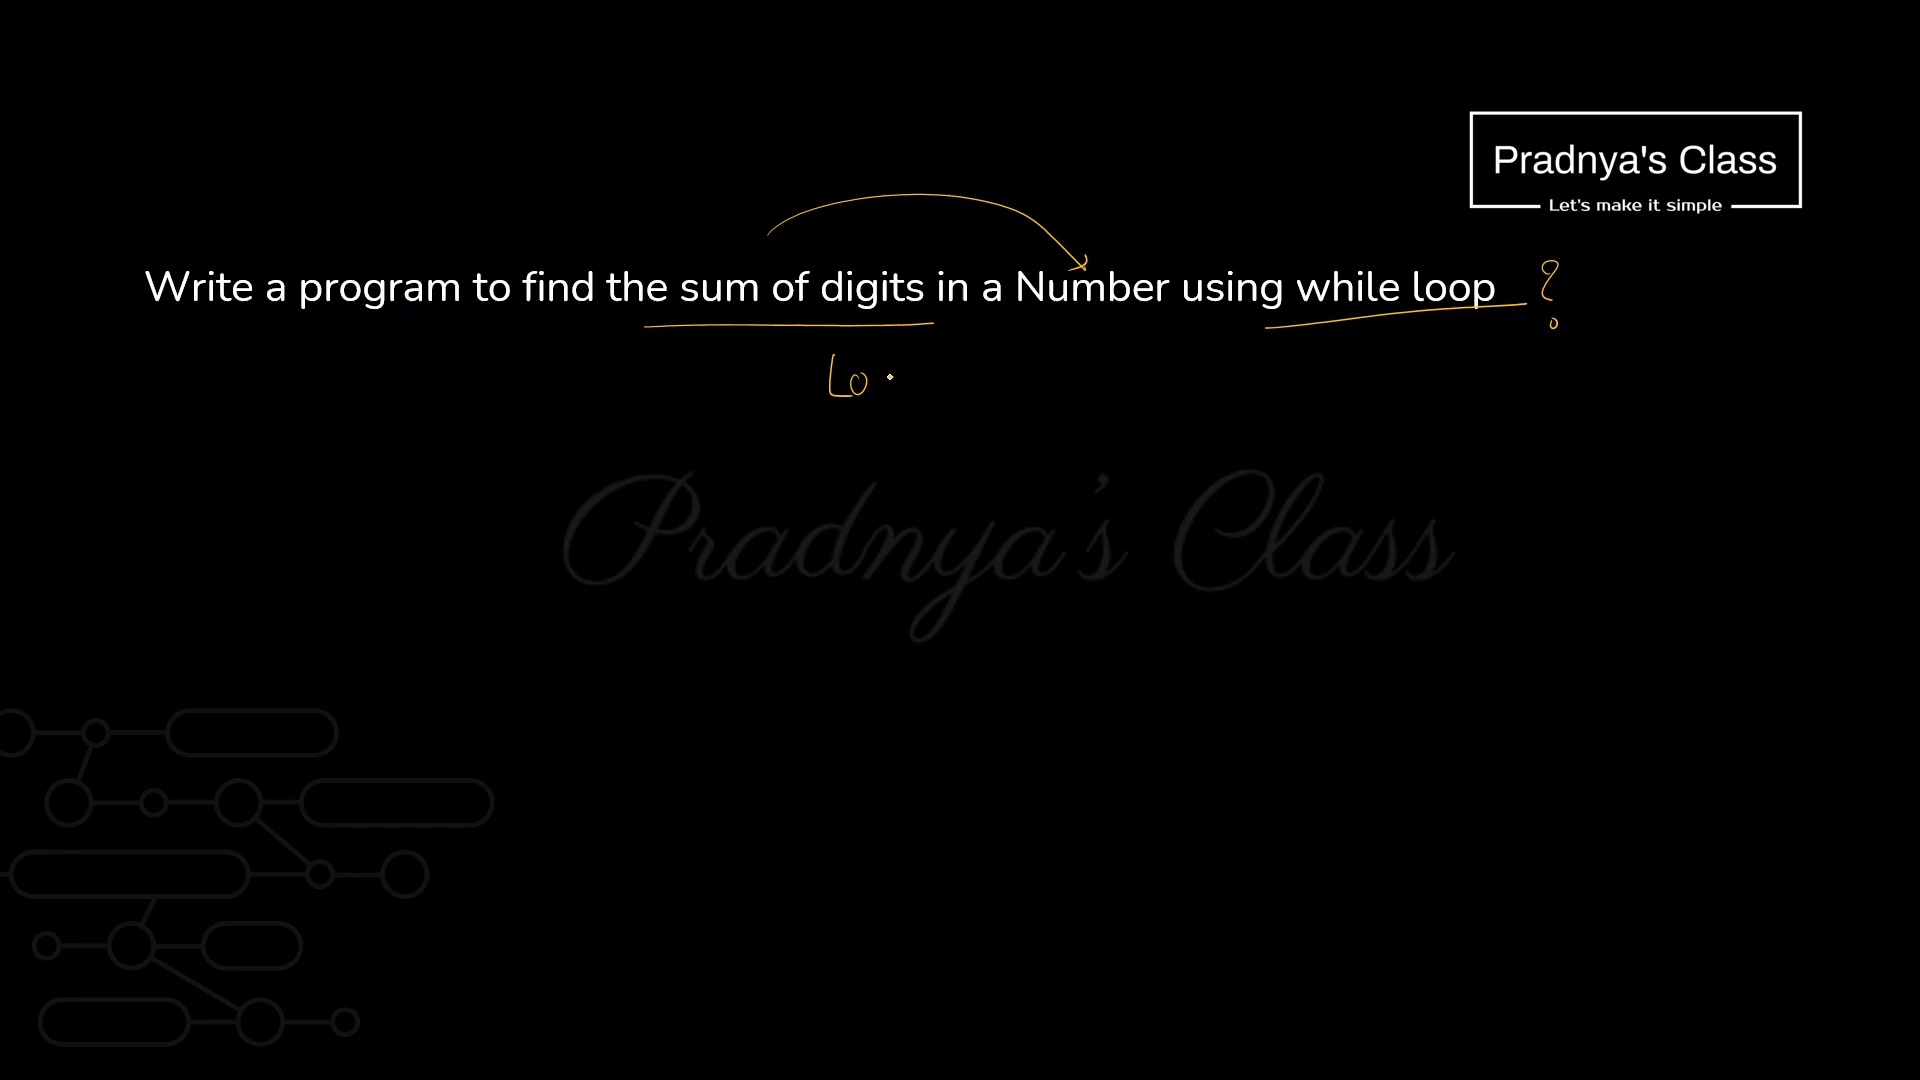 Pradnya's Class
Let's make it simple
Write a program to find the sum of digits in a Number using while loop ?
Lo
Pradnya's Class